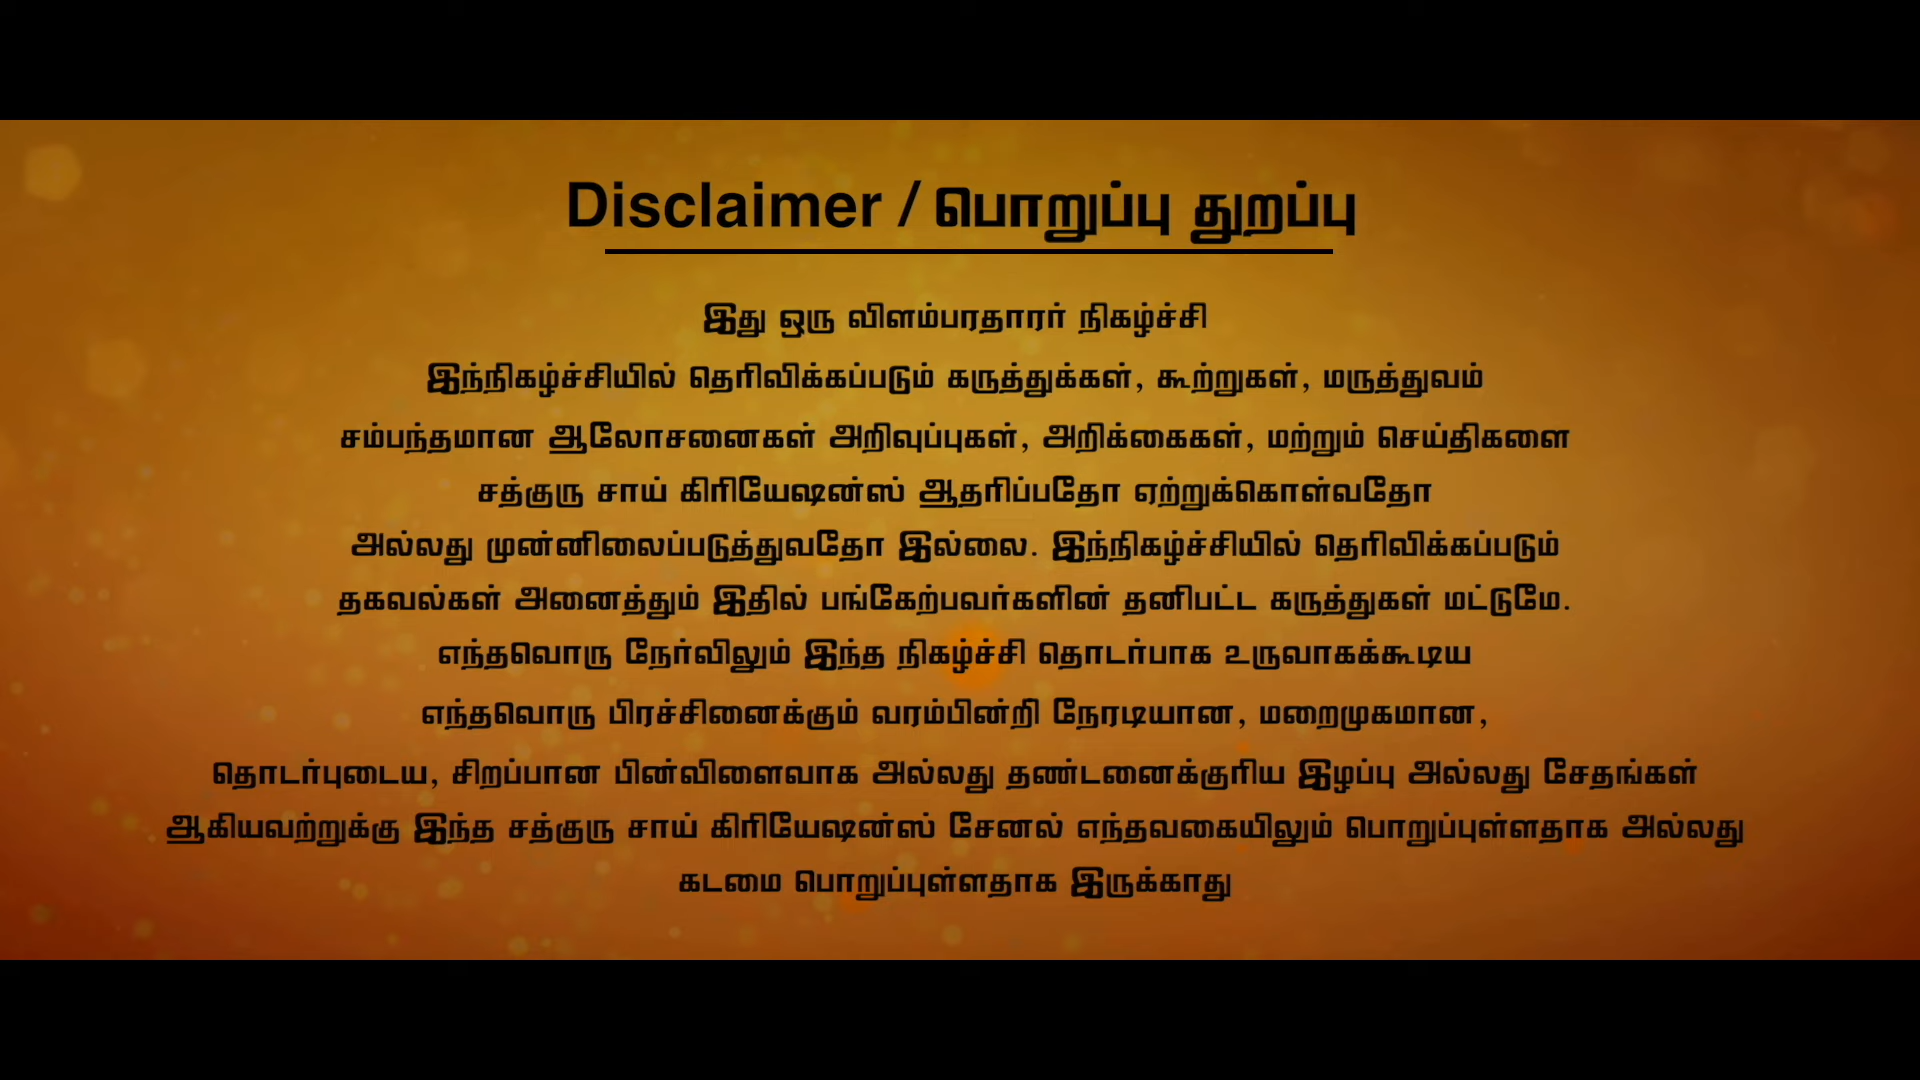 Disclaimer / பொறுப்பு துறப்பு
இது ஒரு விளம்பரதாரர் நிகழ்ச்சி
இந்நிகழ்ச்சியில் தெரிவிக்கப்படும் கருத்துக்கள், கூற்றுகள், மருத்துவம்
சம்பந்தமான ஆலோசனைகள் அறிவுப்புகள், அறிக்கைகள், மற்றும் செய்திகளை
சத்குரு சாய் கிரியேஷன்ஸ் ஆதரிப்பதோ ஏற்றுக்கொள்வதோ
அல்லது முன்னிலைப்படுத்துவதோ இல்லை. இந்நிகழ்ச்சியில் தெரிவிக்கப்படும்
தகவல்கள் அனைத்தும் இதில் பங்கேற்பவர்களின் தனிபட்ட கருத்துகள் மட்டுமே.
எந்தவொரு நேர்விலும் இந்த நிகழ்ச்சி தொடர்பாக உருவாகக்கூடிய
எந்தவொரு பிரச்சினைக்கும் வரம்பின்றி நேரடியான, மறைமுகமான,
தொடர்புடைய, சிறப்பான பின்விளைவாக அல்லது தண்டனைக்குரிய இழப்பு அல்லது சேதங்கள்
ஆகியவற்றுக்கு இந்த சத்குரு சாய் கிரியேஷன்ஸ் சேனல் எந்தவகையிலும் பொறுப்புள்ளதாக அல்லது
கடமை பொறுப்புள்ளதாக இருக்காது